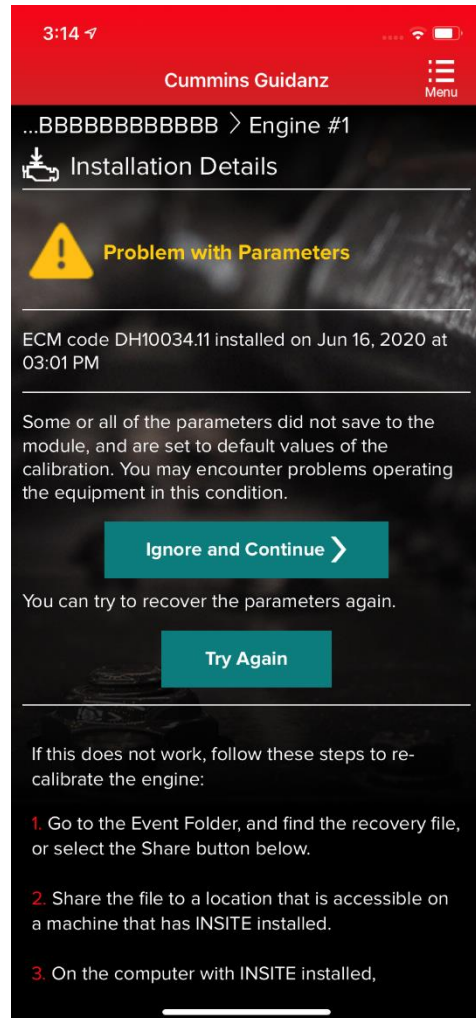 3:14
Cummins Guidanz
Menu
...BBBBBBBBBBBBB > Engine #1
Installation Details
Problem with Parameters
ECM code DH10034.11 installed on Jun 16, 2020 at
03:01 PM
Some or all of the parameters did not save to the
module, and are set to default values of the
calibration. You may encounter problems operating
the equipment in this condition.
Ignore and Continue
You can try to recover the parameters again.
Try Again
If this does not work, follow these steps to re-
calibrate the engine:
1. Go to the Event Folder, and find the recovery file,
or select the Share button below.
2. Share the file to a location that is accessible on
a machine that has INSITE installed.
3. On the computer with INSITE installed,